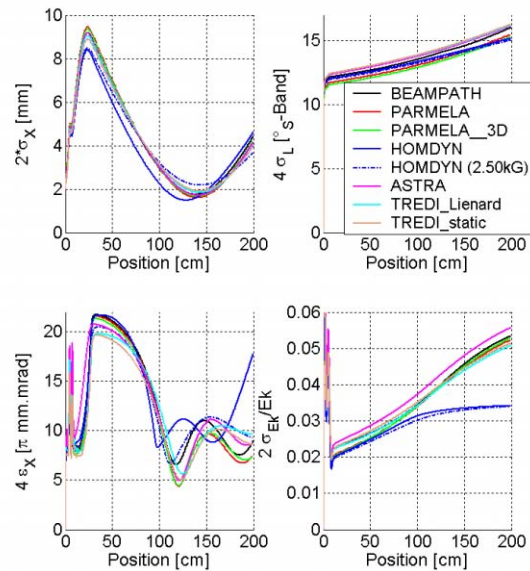 2*σX [mm]
10
8
6
4
2
0
0 50 100 150 200
Position [cm]
4 σL [°S-Band]
15
10
5
0
0 50 100 150 200
Position [cm]
BEAMPATH
PARMELA
PARMELA__3D
HOMDYN
HOMDYN (2.50kG)
ASTRA
TREDI_Lienard
TREDI_static
4 εX [π mm.mrad]
20
15
10
5
0
0 50 100 150 200
Position [cm]
2 σEk/Ek
0.06
0.05
0.04
0.03
0.02
0.01
0
0 50 100 150 200
Position [cm]